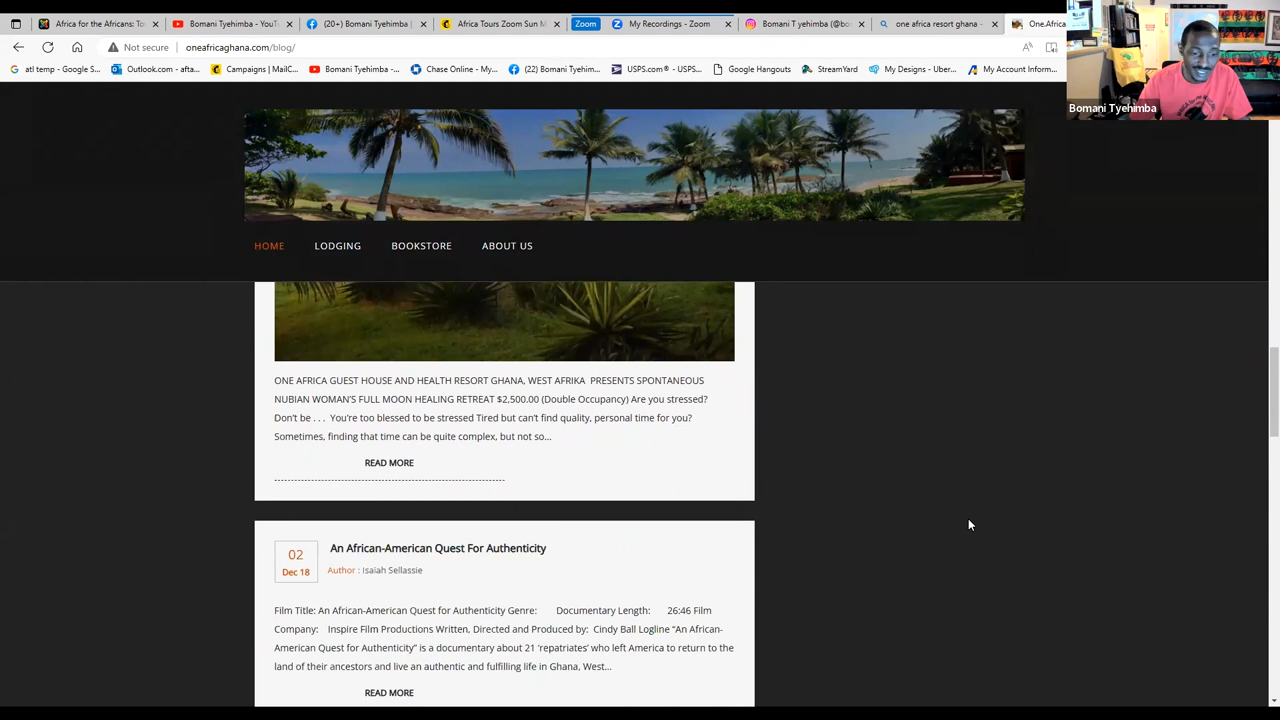 Africa for the Africans: To
Bomani Tyehimba - YouT
(20+) Bomani Tyehimba |
Africa Tours Zoom Sun M
Zoom
My Recordings - Zoom
Bomani T yehimba (@bo
one africa resort ghana -
One.Africa
Not secure
oneafricaghana.com/blog/
atl temp - Google S...
Outlook.com - afta...
Campaigns | MailC...
Bomani Tyehimba -...
Chase Online - My...
(22) Bomani Tyehim...
USPS.com® - USPS...
Google Hangouts
StreamYard
My Designs - Uber...
My Account Inform...
Bomani Tyehimba
HOME
LODGING
BOOKSTORE
ABOUT US
ONE AFRICA GUEST HOUSE AND HEALTH RESORT GHANA, WEST AFRIKA PRESENTS SPONTANEOUS
NUBIAN WOMAN'S FULL MOON HEALING RETREAT $2,500.00 (Double Occupancy) Are you stressed?
Don't be . . . You're too blessed to be stressed Tired but can't find quality, personal time for you?
Sometimes, finding that time can be quite complex, but not so...
READ MORE
02
Dec 18
An African-American Quest For Authenticity
Author : Isaiah Sellassie
Film Title: An African-American Quest for Authenticity Genre: Documentary Length: 26:46 Film
Company: Inspire Film Productions Written, Directed and Produced by: Cindy Ball Logline "An African-
American Quest for Authenticity" is a documentary about 21 'repatriates' who left America to return to the
land of their ancestors and live an authentic and fulfilling life in Ghana, West...
READ MORE